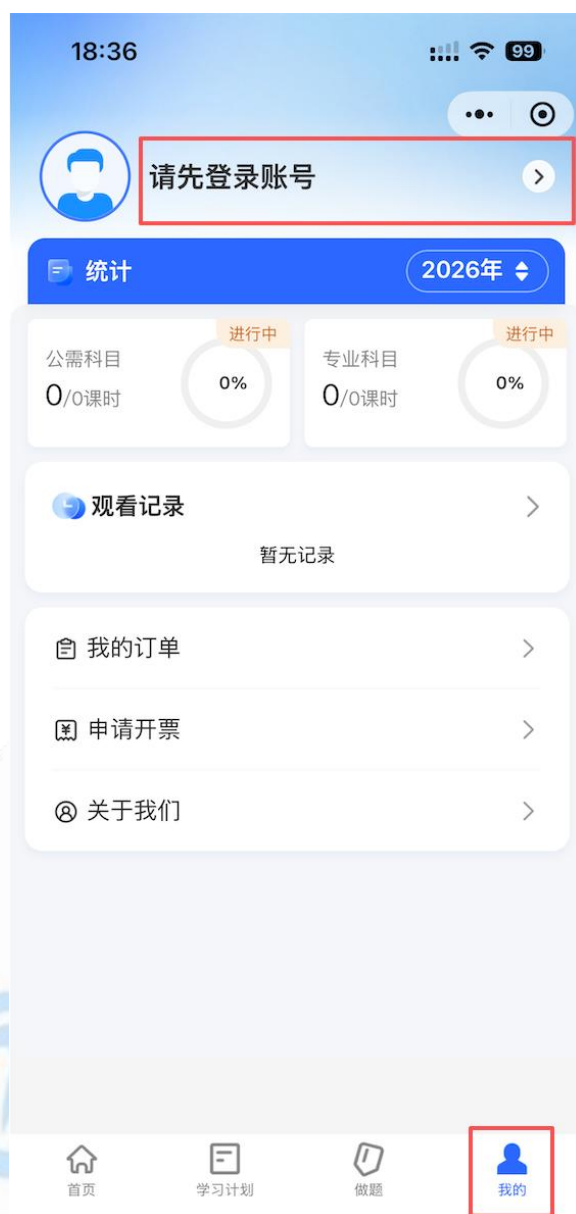 18:36
99
请先登录账号
统计
2026年
进行中
进行中
公需科目
0/0课时
0%
专业科目
0/0课时
0%
观看记录
暂无记录
我的订单
申请开票
关于我们
首页
学习计划
做题
我的